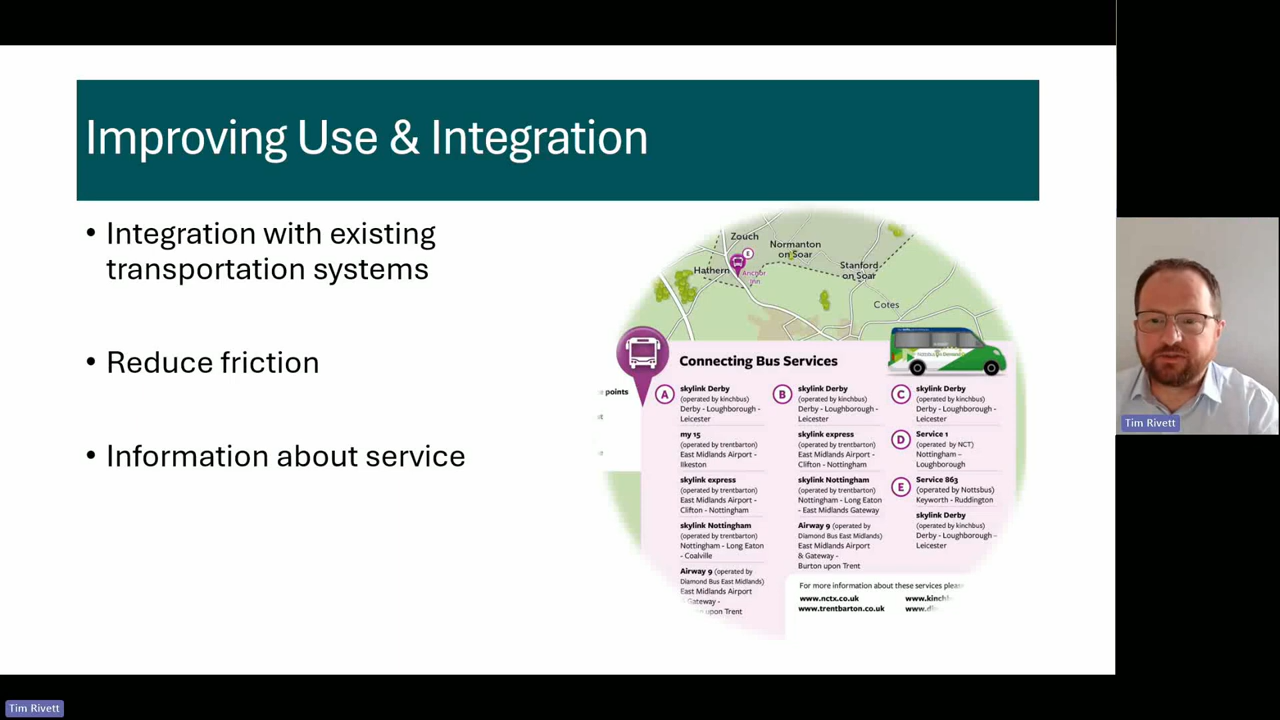 Improving Use & Integration
• Integration with existing
transportation systems
• Reduce friction
• Information about service
Zouch
Normanton
on Soar
Hathern
E
Anchor
Inn
Stanford
on Soar
Cotes
Connecting Bus Services
points
A
skylink Derby
(operated by kinchbus)
Derby - Loughborough -
Leicester
my 15
(operated by trentbarton)
East Midlands Airport -
Ilkeston
skylink express
(operated by trentbarton)
East Midlands Airport -
Clifton - Nottingham
skylink Nottingham
(operated by trentbarton)
Nottingham - Long Eaton
- Coalville
Airway 9 (operated by
Diamond Bus East Midlands)
East Midlands Airport
Gateway -
upon Trent
B
skylink Derby
(operated by kinchbus)
Derby - Loughborough -
Leicester
skylink express
(operated by trentbarton)
East Midlands Airport -
Clifton - Nottingham
skylink Nottingham
(operated by trentbarton)
Nottingham - Long Eaton
- East Midlands Gateway
Airway 9 (operated by
Diamond Bus East Midlands)
East Midlands Airport
& Gateway -
Burton upon Trent
C
skylink Derby
(operated by kinchbus)
Derby - Loughborough -
Leicester
D
Service 1
(operated by NCT)
Nottingham –
Loughborough
E
Service 863
(operated by Nottsbus)
Keyworth - Ruddington
skylink Derby
(operated by kinchbus)
Derby - Loughborough -
Leicester
For more information about these services please
www.nctx.co.uk
www.trentbarton.co.uk
Tim Rivett
Tim Rivett